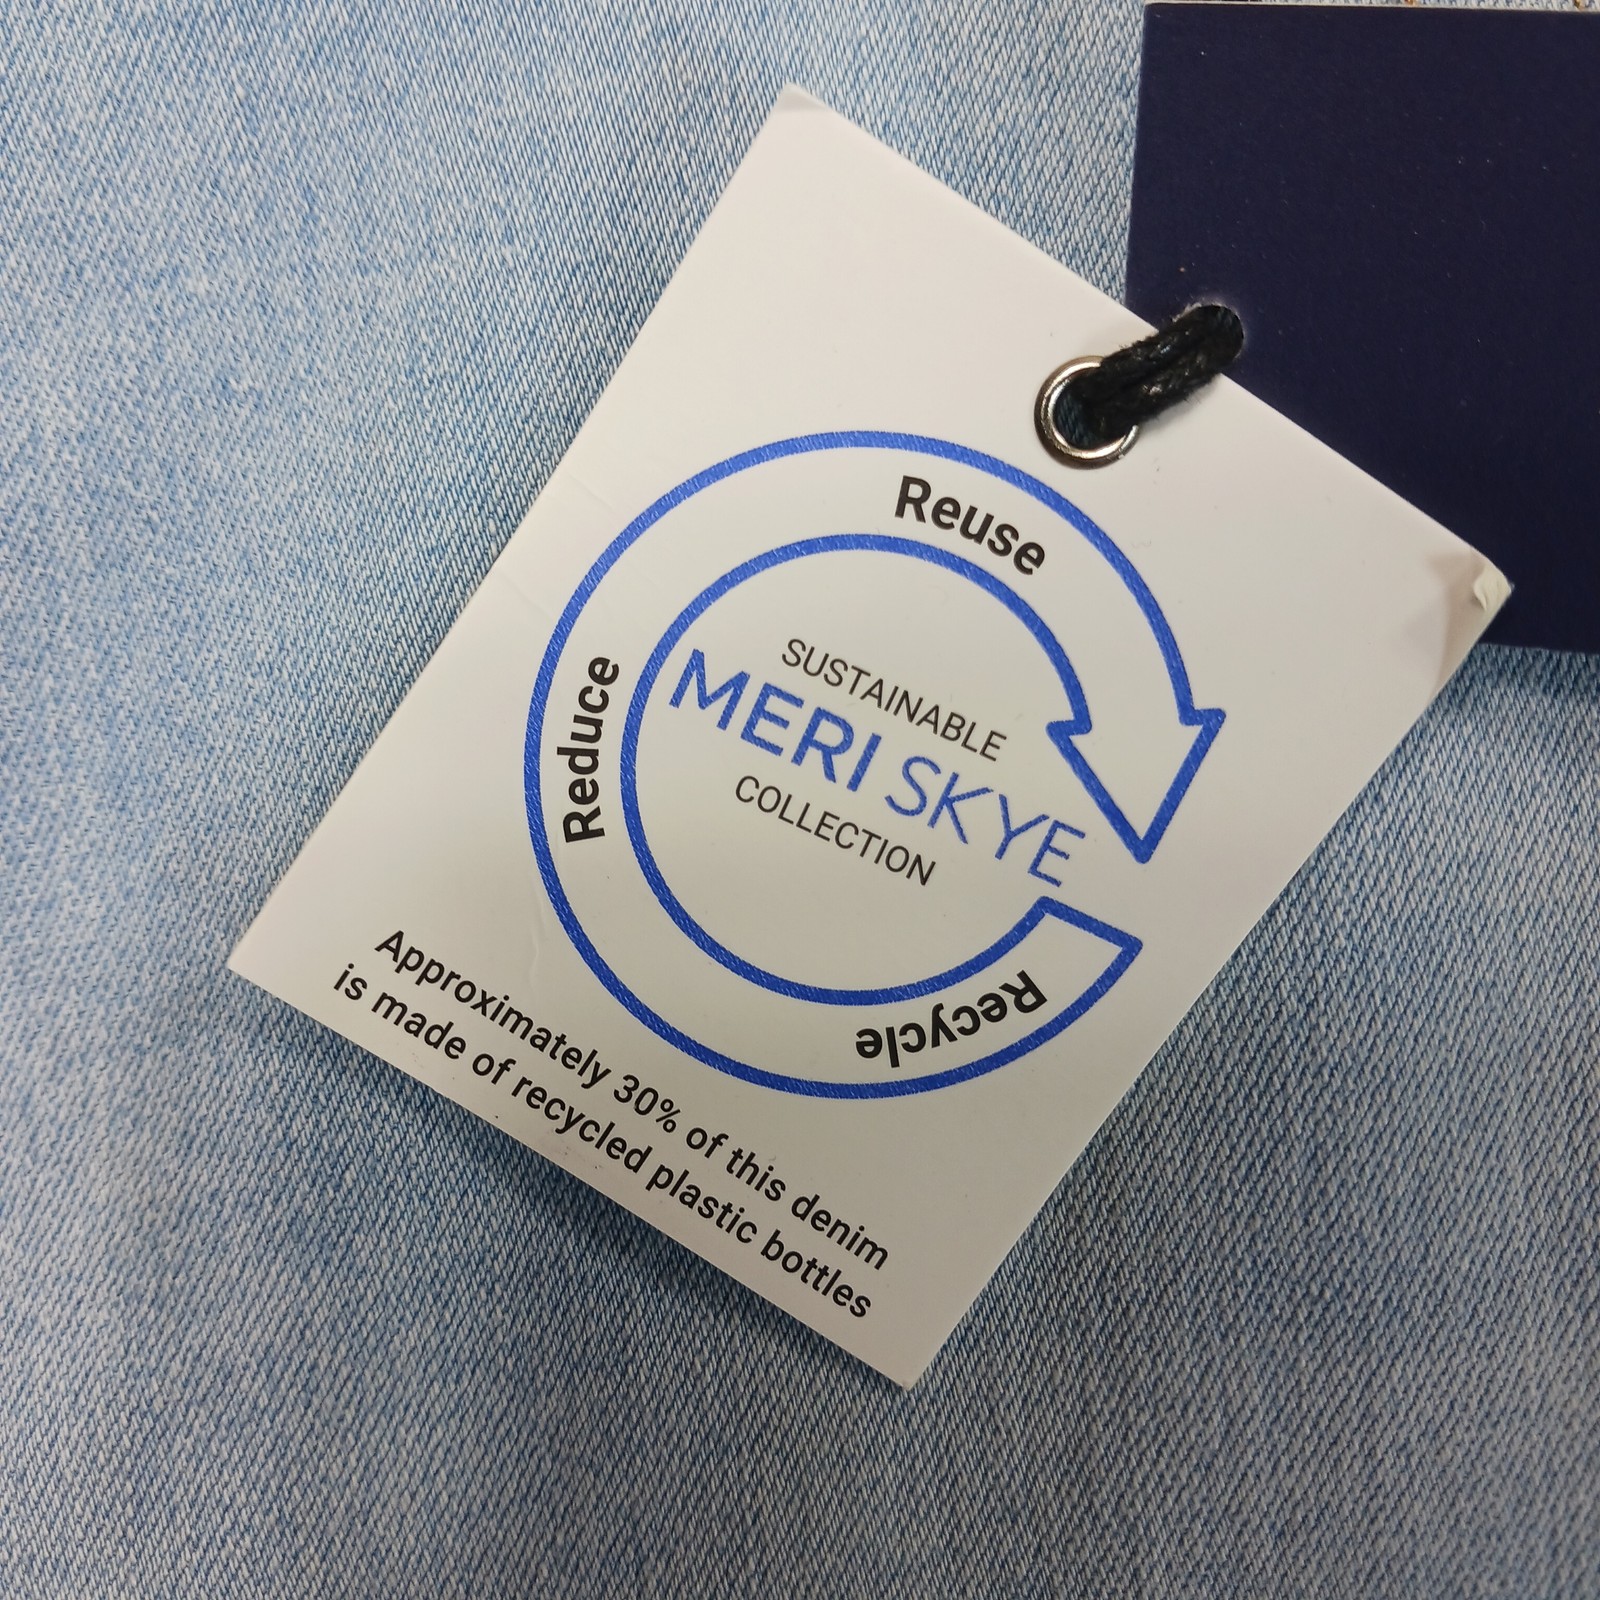 Reuse
Reduce
SUSTAINABLE
MERI SKYE
COLLECTION
Recycle
Approximately 30% of this denim
is made of recycled plastic bottles